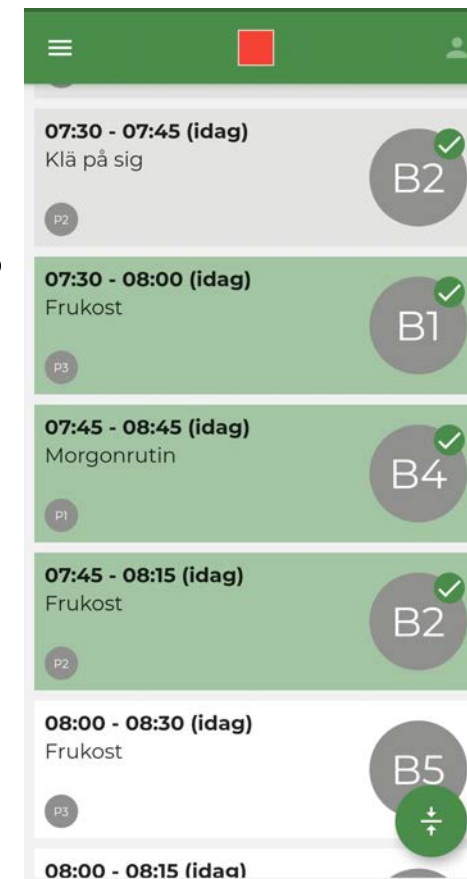 07:30 - 07:45 (idag)
Klä på sig
B2
P2
07:30 - 08:00 (idag)
Frukost
B1
P3
07:45 - 08:45 (idag)
Morgonrutin
B4
P1
07:45 - 08:15 (idag)
Frukost
B2
P2
08:00 - 08:30 (idag)
Frukost
B5
P3
08:00 - 08:15 (idag)